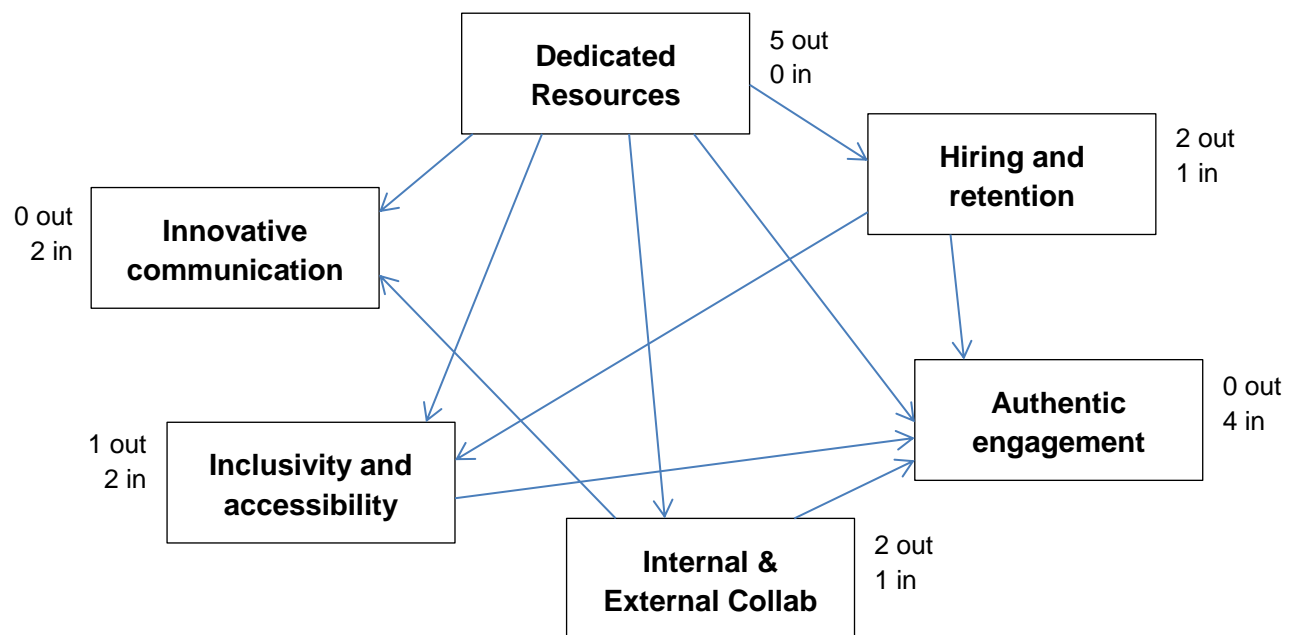 Dedicated
Resources
5 out
0 in
Hiring and
retention
2 out
1 in
0 out
2 in
Innovative
communication
Authentic
engagement
0 out
4 in
1 out
2 in
Inclusivity and
accessibility
Internal &
External Collab
2 out
1 in